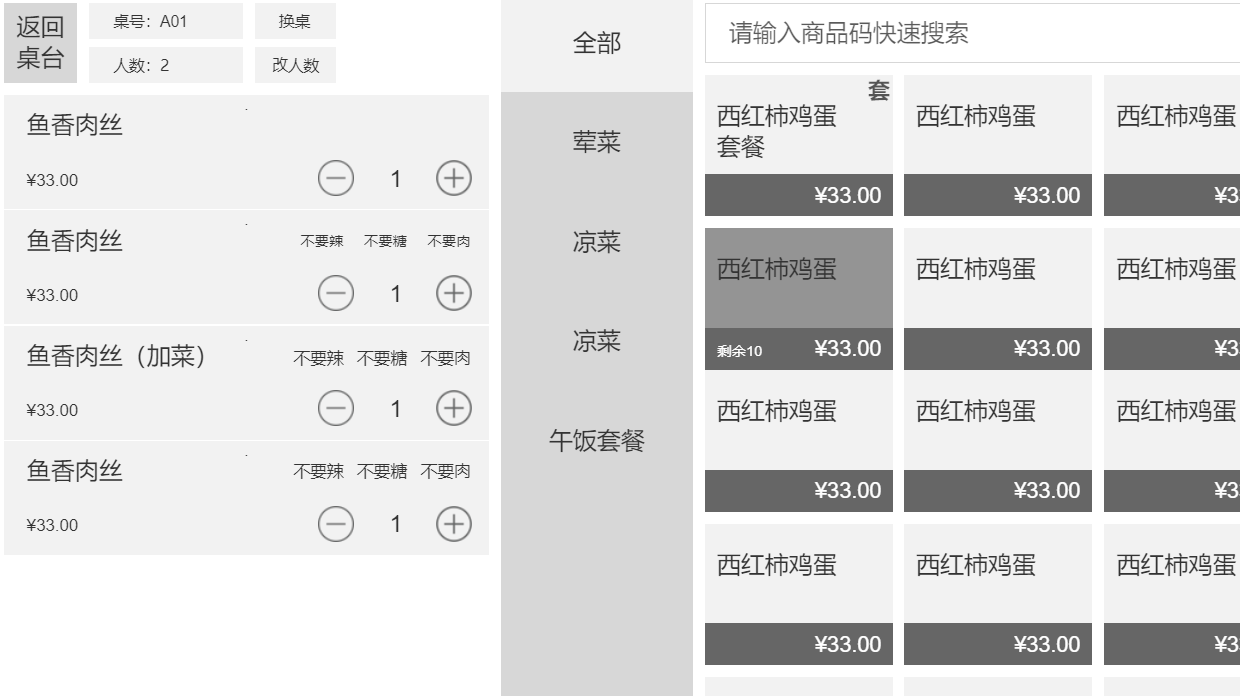 返回
桌台
桌号：A01
换桌
人数：2
改人数
鱼香肉丝
¥33.00
1
鱼香肉丝
不要辣 不要糖 不要肉
¥33.00
1
鱼香肉丝（加菜）
不要辣 不要糖 不要肉
¥33.00
1
鱼香肉丝
不要辣 不要糖 不要肉
¥33.00
1
全部
荤菜
凉菜
凉菜
午饭套餐
请输入商品码快速搜索
套
西红柿鸡蛋
套餐
¥33.00
西红柿鸡蛋
¥33.00
西红柿鸡蛋
¥3
西红柿鸡蛋
剩余10 ¥33.00
西红柿鸡蛋
¥33.00
西红柿鸡蛋
¥3
西红柿鸡蛋
¥33.00
西红柿鸡蛋
¥33.00
西红柿鸡蛋
¥3
西红柿鸡蛋
¥33.00
西红柿鸡蛋
¥33.00
西红柿鸡蛋
¥3